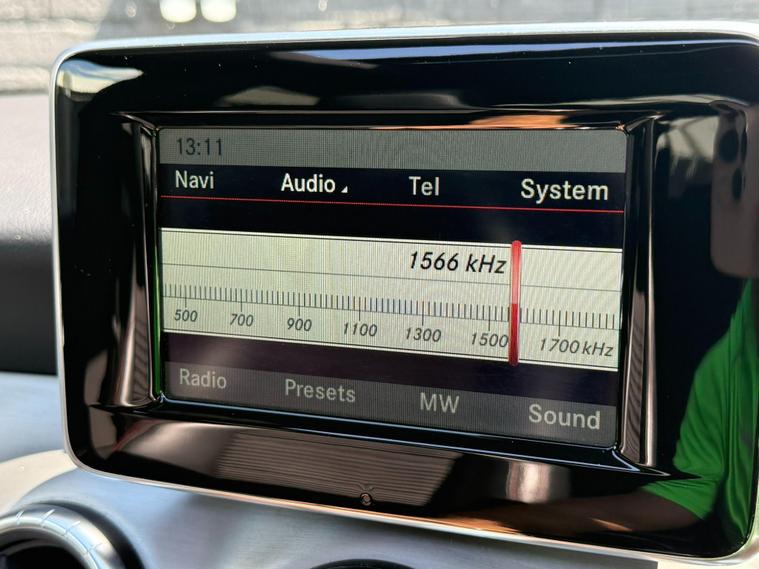 13:11
Navi Audio Tel System
1566 kHz
500 700 900 1100 1300 1500 1700 kHz
Radio Presets MW Sound